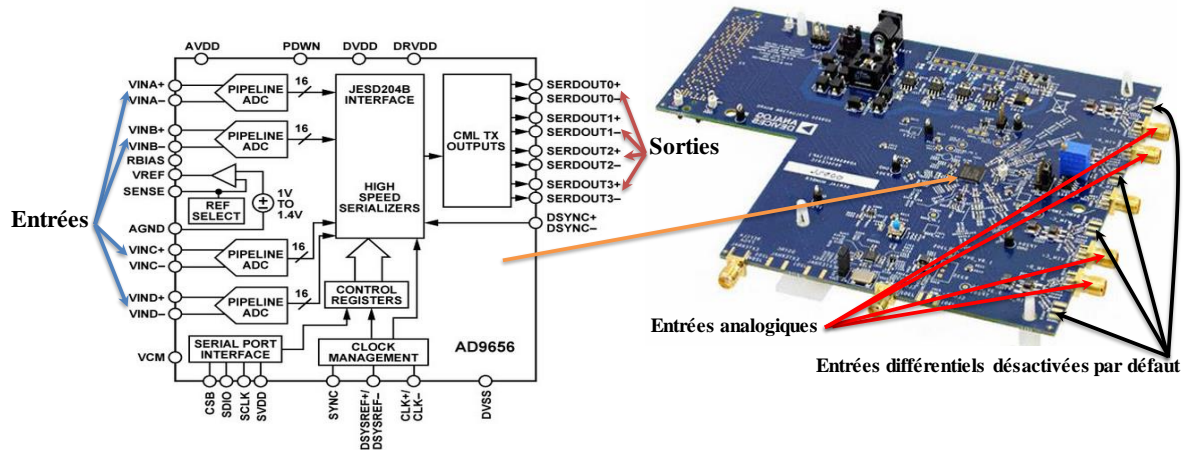 AVDD
PDWN
DVDD
DRVDD
VINA+
VINA–
PIPELINE
ADC
16
VINB+
VINB–
PIPELINE
ADC
16
RBIAS
VREF
SENSE
REF
SELECT
1V
TO
1.4V
AGND
VINC+
VINC–
PIPELINE
ADC
16
VIND+
VIND–
PIPELINE
ADC
16
VCM
JESD204B
INTERFACE
HIGH
SPEED
SERIALIZERS
CML TX
OUTPUTS
SERDOUT0+
SERDOUT0–
SERDOUT1+
SERDOUT1–
SERDOUT2+
SERDOUT2–
SERDOUT3+
SERDOUT3–
DSYNC+
DSYNC–
CONTROL
REGISTERS
SERIAL PORT
INTERFACE
CLOCK
MANAGEMENT
AD9656
CSB
SDIO
SCLK
SVDD
SYNC
DSYSREF+/
DSYSREF–
CLK+/
CLK–
DVSS
Entrées
Sorties
ANALOG
DEVICES
Entrées analogiques
Entrées différentiels désactivées par défaut